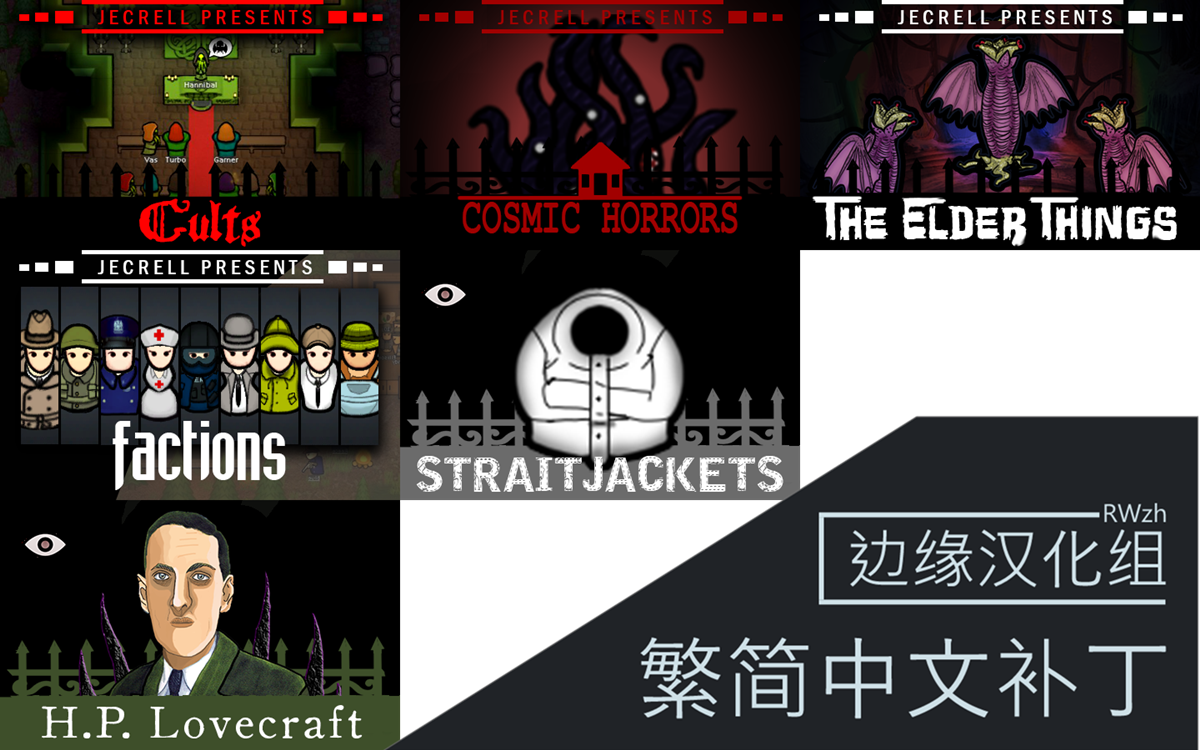 JECRELL PRESENTS
Hannibal
Vas Turbo Garner
Cults
JECRELL PRESENTS
COSMIC HORRORS
JECRELL PRESENTS
THE ELDER THINGS
JECRELL PRESENTS
factions
STRAITJACKETS
H.P. Lovecraft
RWzh
边缘汉化组
繁简中文补丁